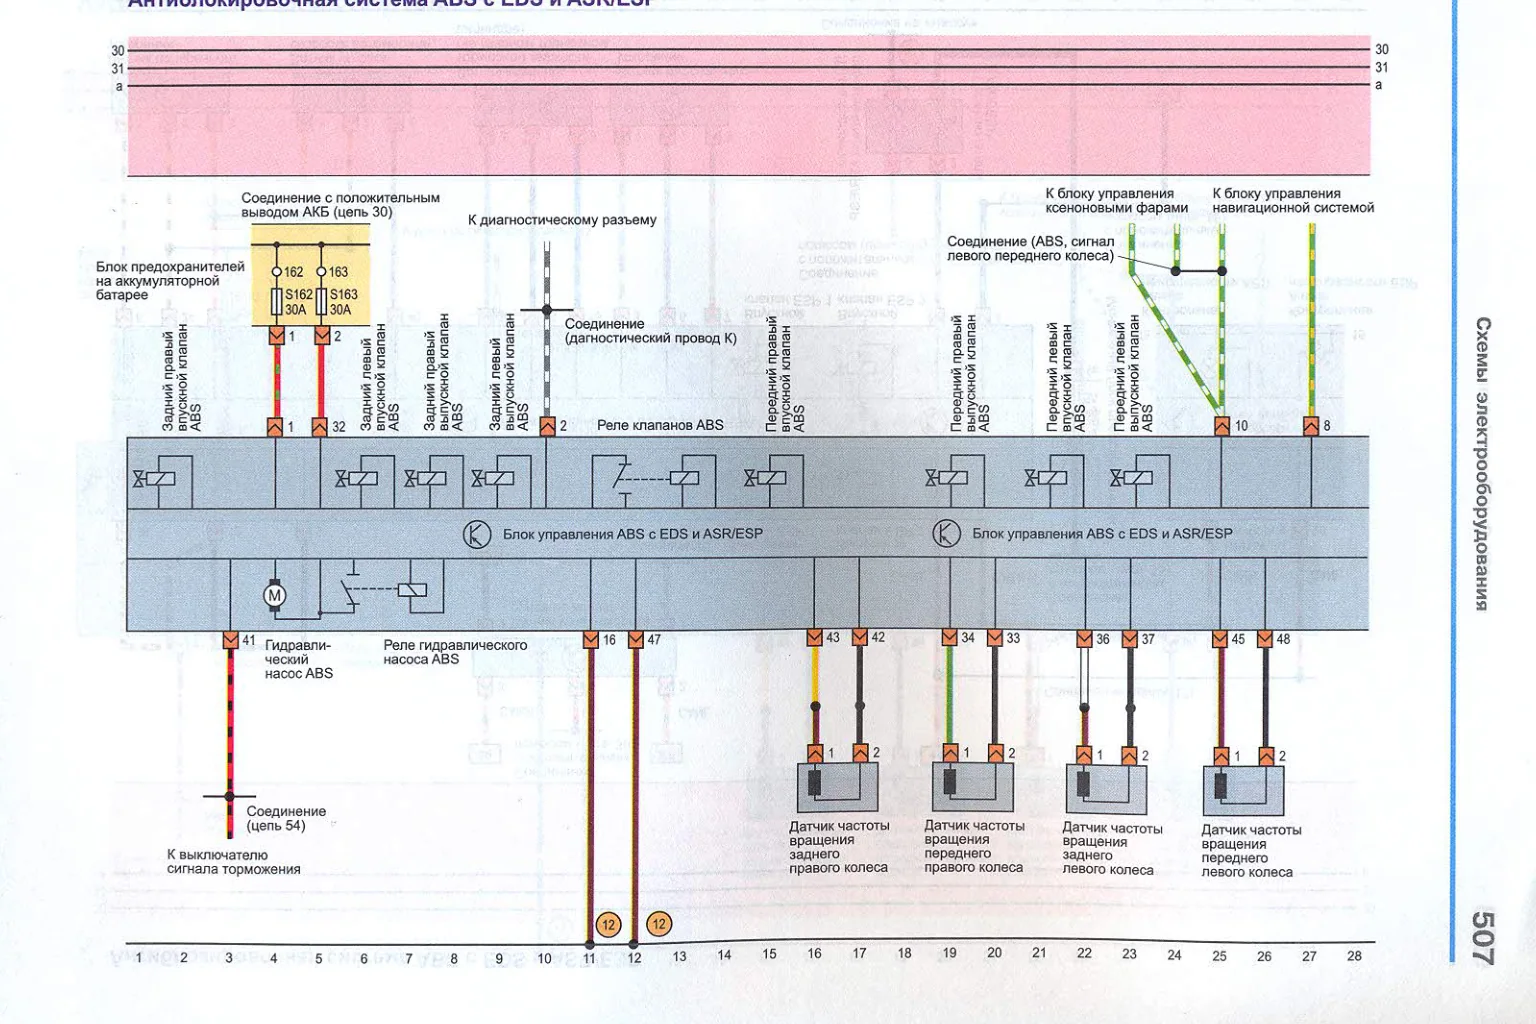 Антиблокировочная система ABS с EDS и ASR/ESP
30
31
a
30
31
a
Соединение с положительным
выводом АКБ (цепь 30)
К диагностическому разъему
К блоку управления
ксеноновыми фарами
К блоку управления
навигационной системой
Соединение (ABS, сигнал
левого переднего колеса)
Блок предохранителей
на аккумуляторной
батарее
162
163
S162
30A
S163
30A
1
2
Соединение
(дагностический провод К)
Задний правый
впускной клапан
ABS
Задний левый
впускной клапан
ABS
Задний правый
выпускной клапан
ABS
Задний левый
выпускной клапан
ABS
Передний правый
впускной клапан
ABS
Передний правый
выпускной клапан
ABS
Передний левый
впускной клапан
ABS
Передний левый
выпускной клапан
ABS
1
32
2
Реле клапанов ABS
10
8
Блок управления ABS с EDS и ASR/ESP
Блок управления ABS с EDS и ASR/ESP
M
41
Гидравли-
ческий
насос ABS
Реле гидравлического
насоса ABS
16
47
43
42
34
33
36
37
45
48
1
2
1
2
1
2
1
2
Соединение
(цепь 54)
К выключателю
сигнала торможения
Датчик частоты
вращения
заднего
правого колеса
Датчик частоты
вращения
переднего
правого колеса
Датчик частоты
вращения
заднего
левого колеса
Датчик частоты
вращения
переднего
левого колеса
12
12
1 2 3 4 5 6 7 8 9 10 11 12 13 14 15 16 17 18 19 20 21 22 23 24 25 26 27 28
Схемы электрооборудования
507